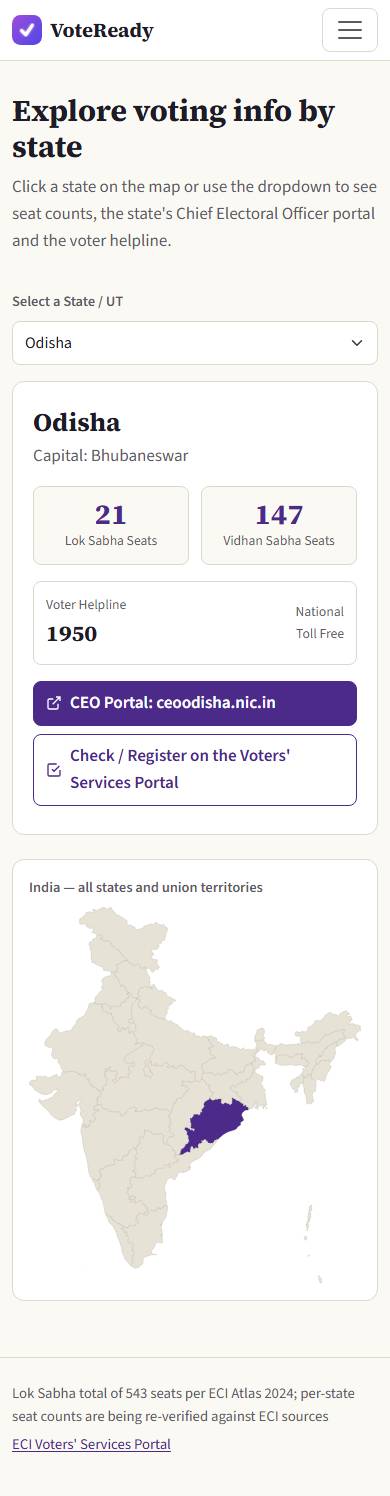 VoteReady
Explore voting info by
state
Click a state on the map or use the dropdown to see
seat counts, the state's Chief Electoral Officer portal
and the voter helpline.
Select a State / UT
Odisha
Odisha
Capital: Bhubaneswar
21
Lok Sabha Seats
147
Vidhan Sabha Seats
Voter Helpline
1950
National
Toll Free
CEO Portal: ceoodisha.nic.in
Check / Register on the Voters'
Services Portal
India — all states and union territories
Lok Sabha total of 543 seats per ECI Atlas 2024; per-state
seat counts are being re-verified against ECI sources
ECI Voters' Services Portal